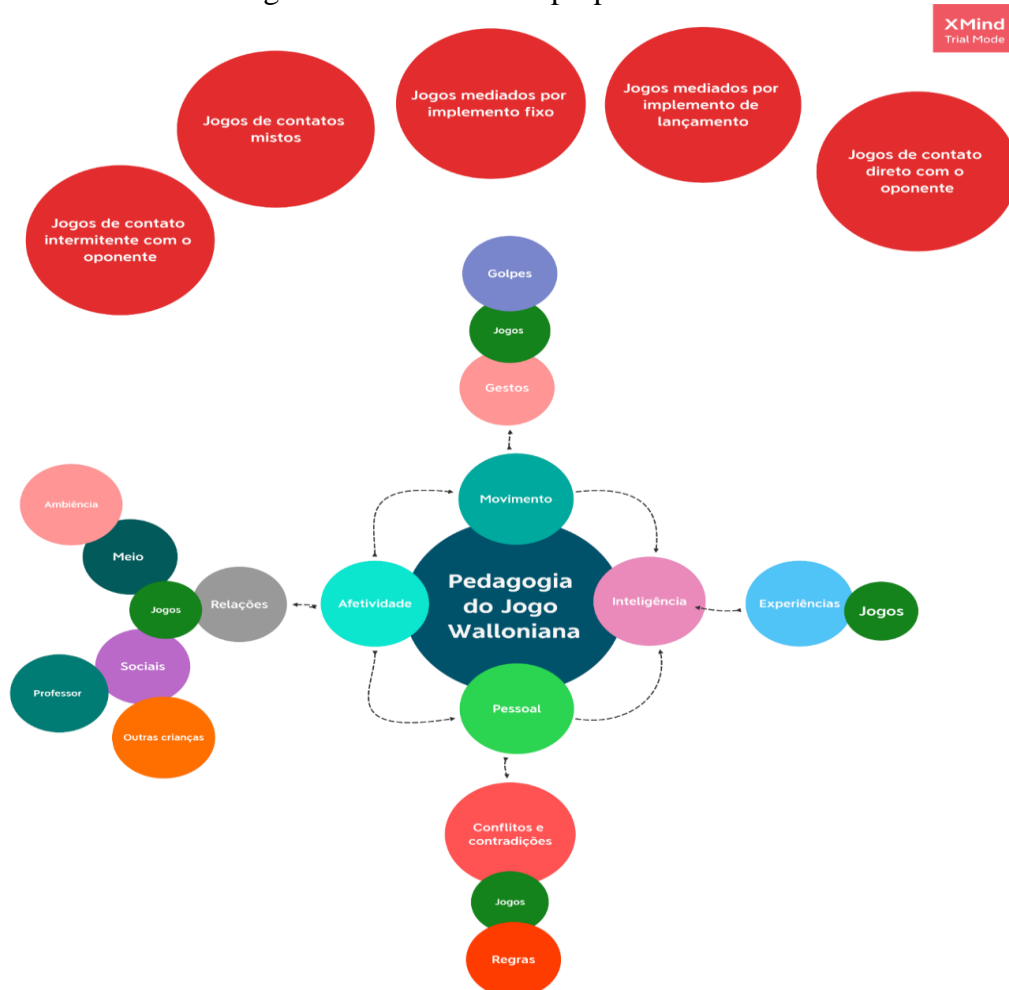 XMind
Trial Mode
Jogos mediados por
implemento fixo
Jogos mediados por
implemento de
lançamento
Jogos de contatos
mistos
Jogos de contato
direto com o
oponente
Jogos de contato
intermitente com o
oponente
Golpes
Jogos
Gestos
Movimento
Ambiência
Meio
Jogos
Relações
Afetividade
Pedagogia
do Jogo
Walloniana
Inteligência
Experiências
Jogos
Sociais
Professor
Outras crianças
Pessoal
Conflitos e
contradições
Jogos
Regras